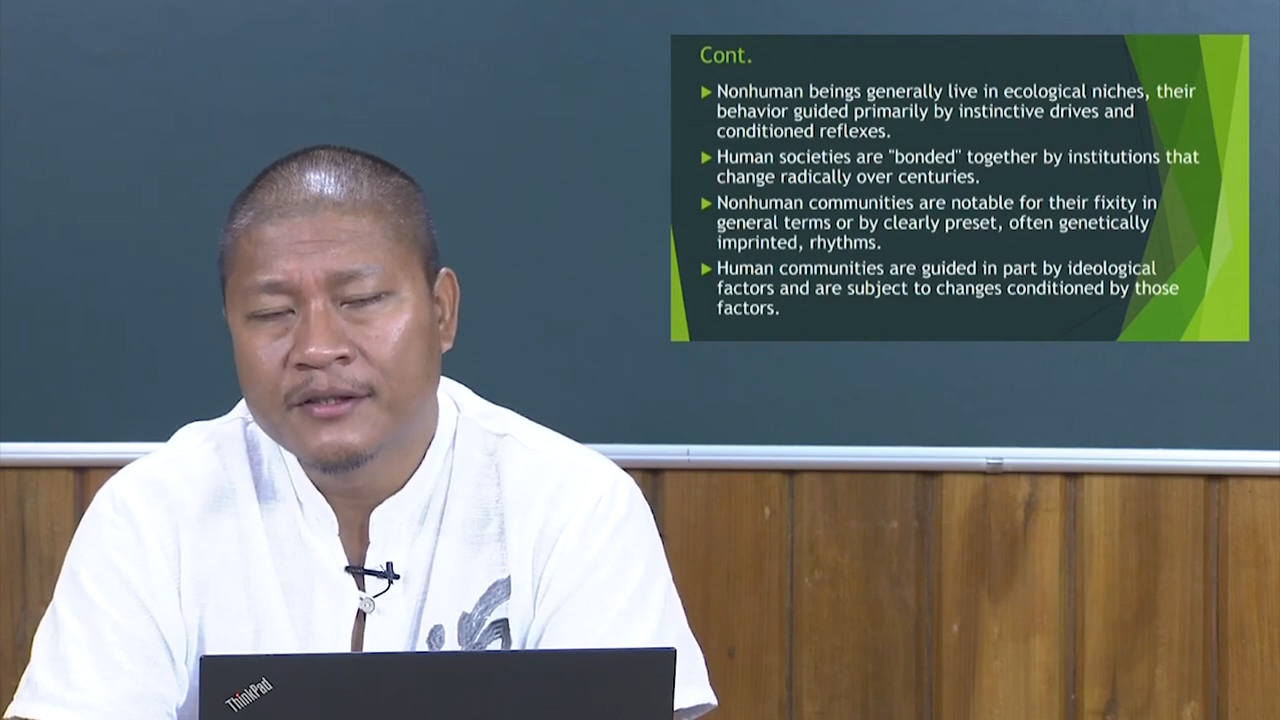 Cont.
Nonhuman beings generally live in ecological niches, their
behavior guided primarily by instinctive drives and
conditioned reflexes.
Human societies are "bonded" together by institutions that
change radically over centuries.
Nonhuman communities are notable for their fixity in
general terms or by clearly preset, often genetically
imprinted, rhythms.
Human communities are guided in part by ideological
factors and are subject to changes conditioned by those
factors.
ThinkPad